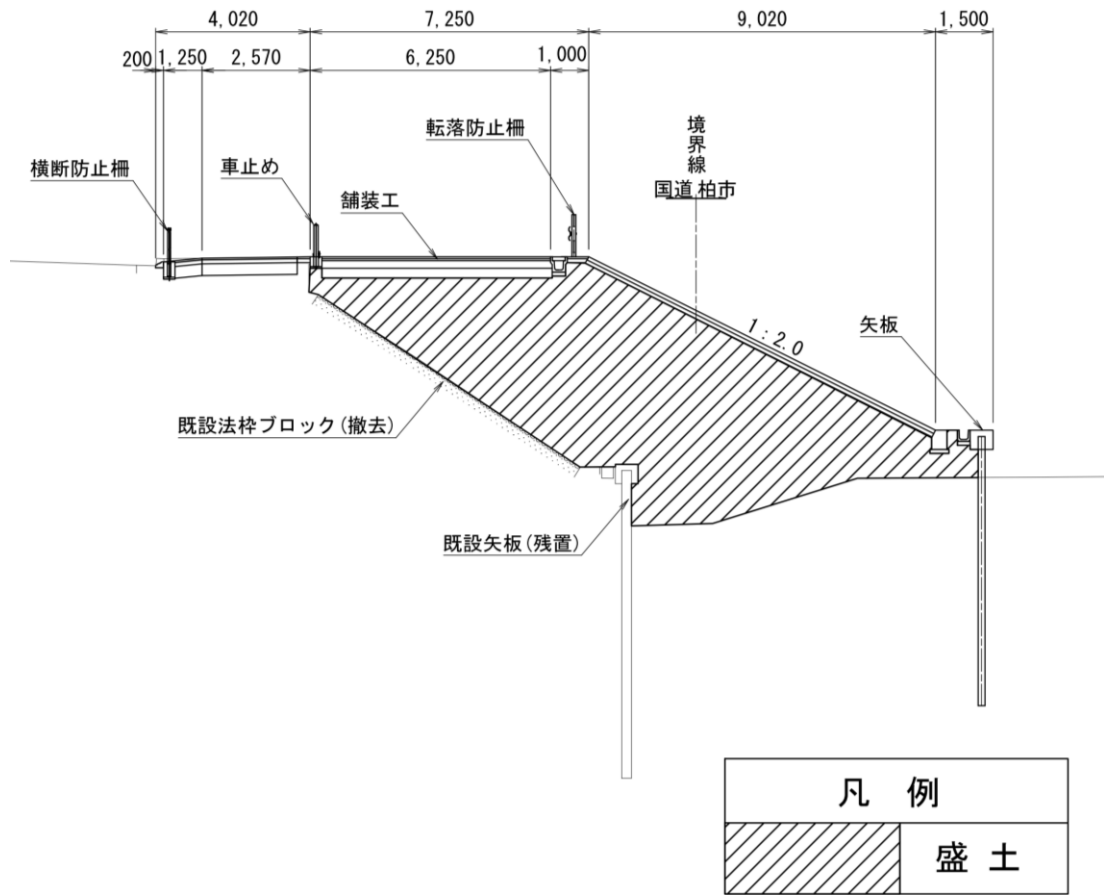 4,020 7,250 9,020 1,500
200 1,250 2,570 6,250 1,000
転落防止柵
境界線
国道 柏市
横断防止柵
車止め
舗装工
1:2.0
矢板
既設法枠ブロック(撤去)
既設矢板(残置)
凡 例
盛 土